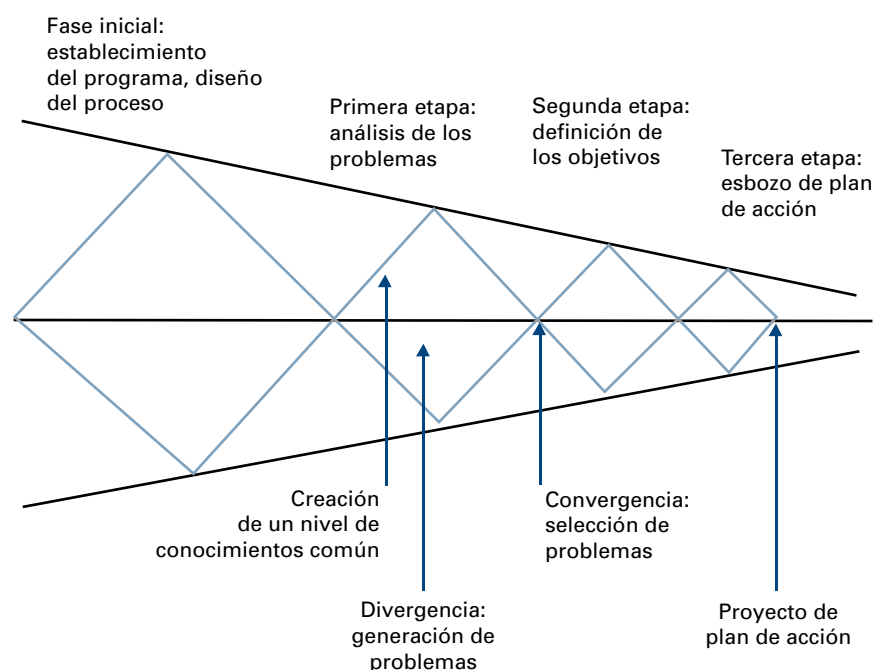 Fase inicial:
establecimiento
del programa, diseño
del proceso
Primera etapa:
análisis de los
problemas
Segunda etapa:
definición de
los objetivos
Tercera etapa:
esbozo de plan
de acción
Creación
de un nivel de
conocimientos común
Convergencia:
selección de
problemas
Divergencia:
generación de
problemas
Proyecto de
plan de acción